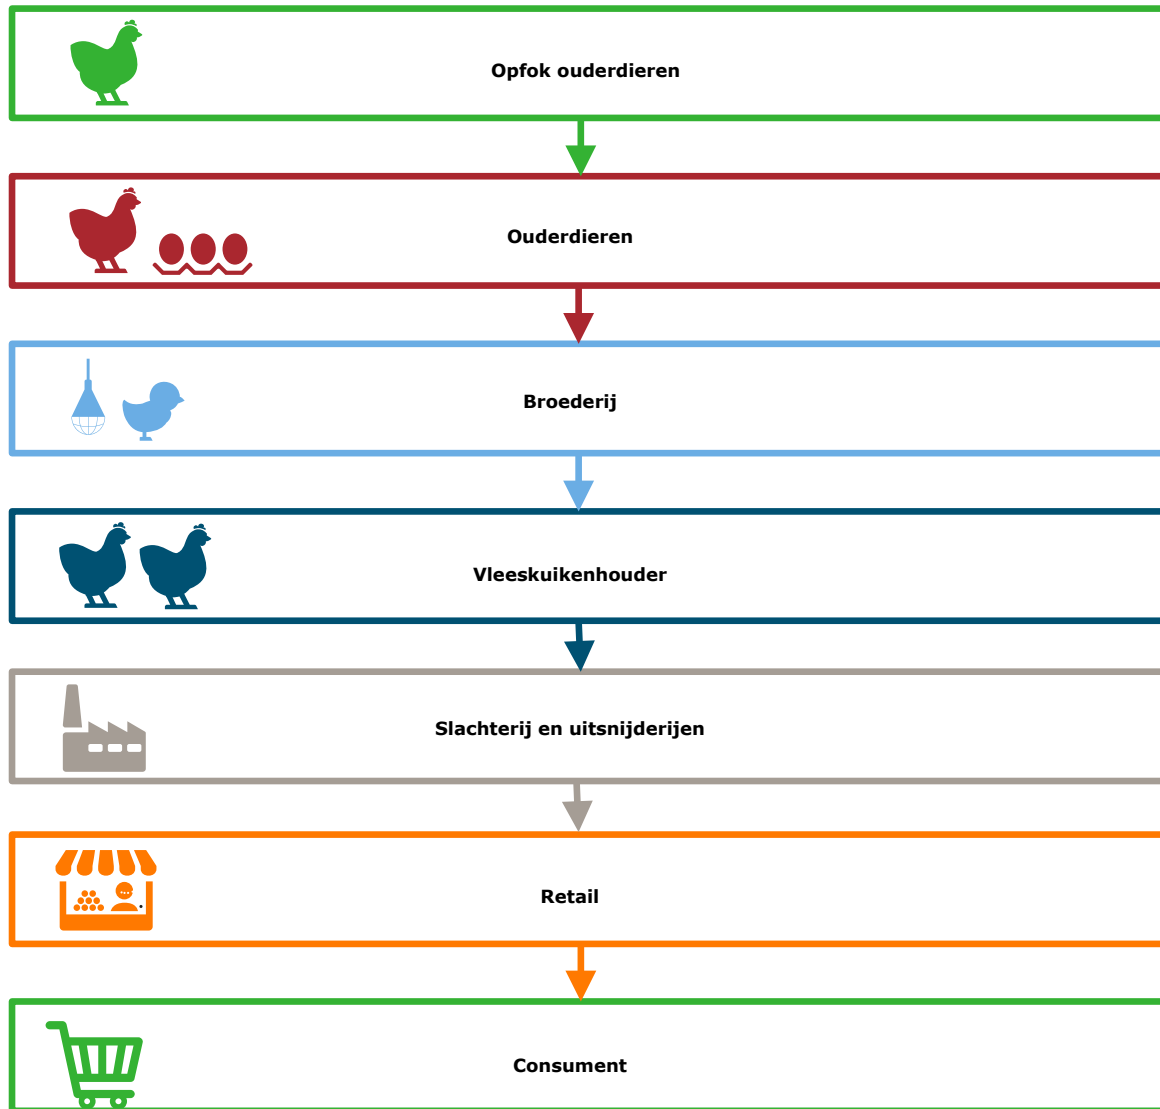 Opfok ouderdieren
Ouderdieren
Broederij
Vleeskuikenhouder
Slachterij en uitsnijderijen
Retail
Consument